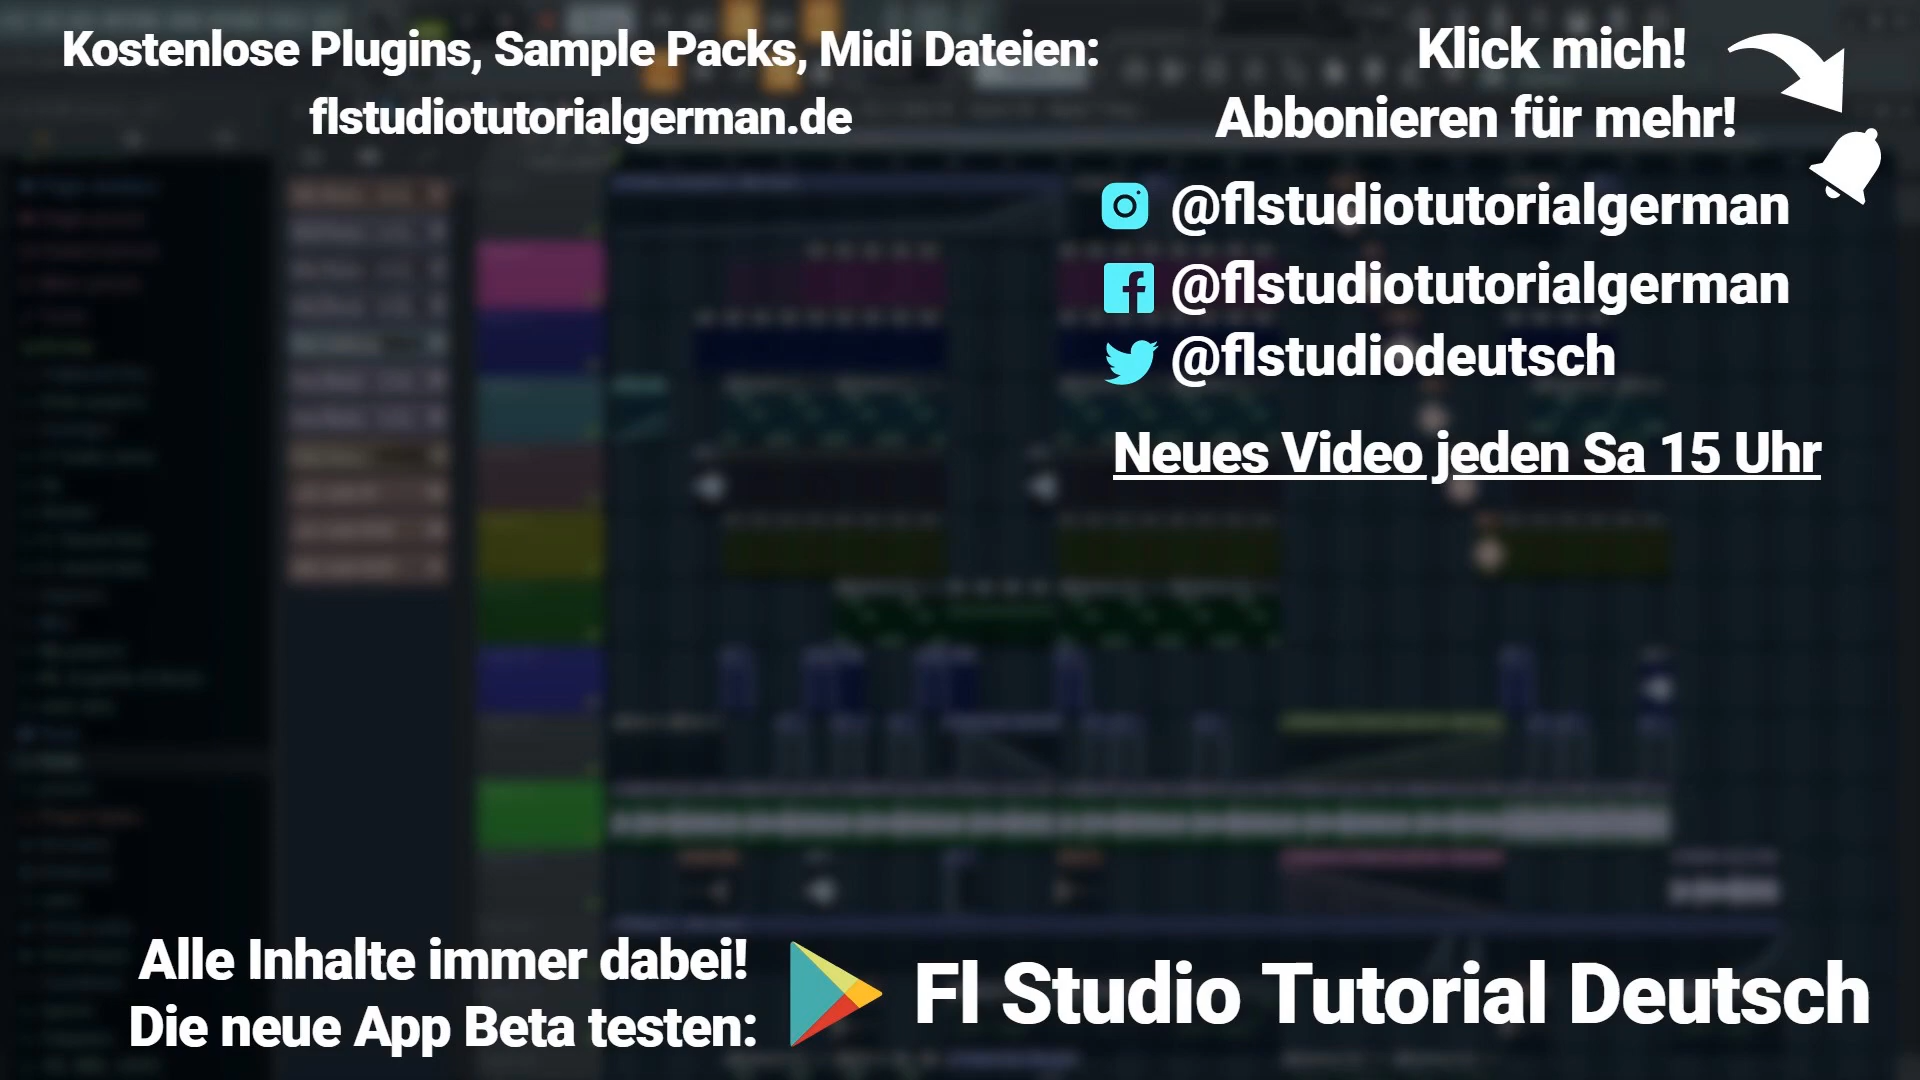 Kostenlose Plugins, Sample Packs, Midi Dateien:
flstudiotutorialgerman.de
Klick mich!
Abbonieren für mehr!
@flstudiotutorialgerman
@flstudiotutorialgerman
@flstudiodeutsch
Neues Video jeden Sa 15 Uhr
Alle Inhalte immer dabei!
Die neue App Beta testen:
Fl Studio Tutorial Deutsch